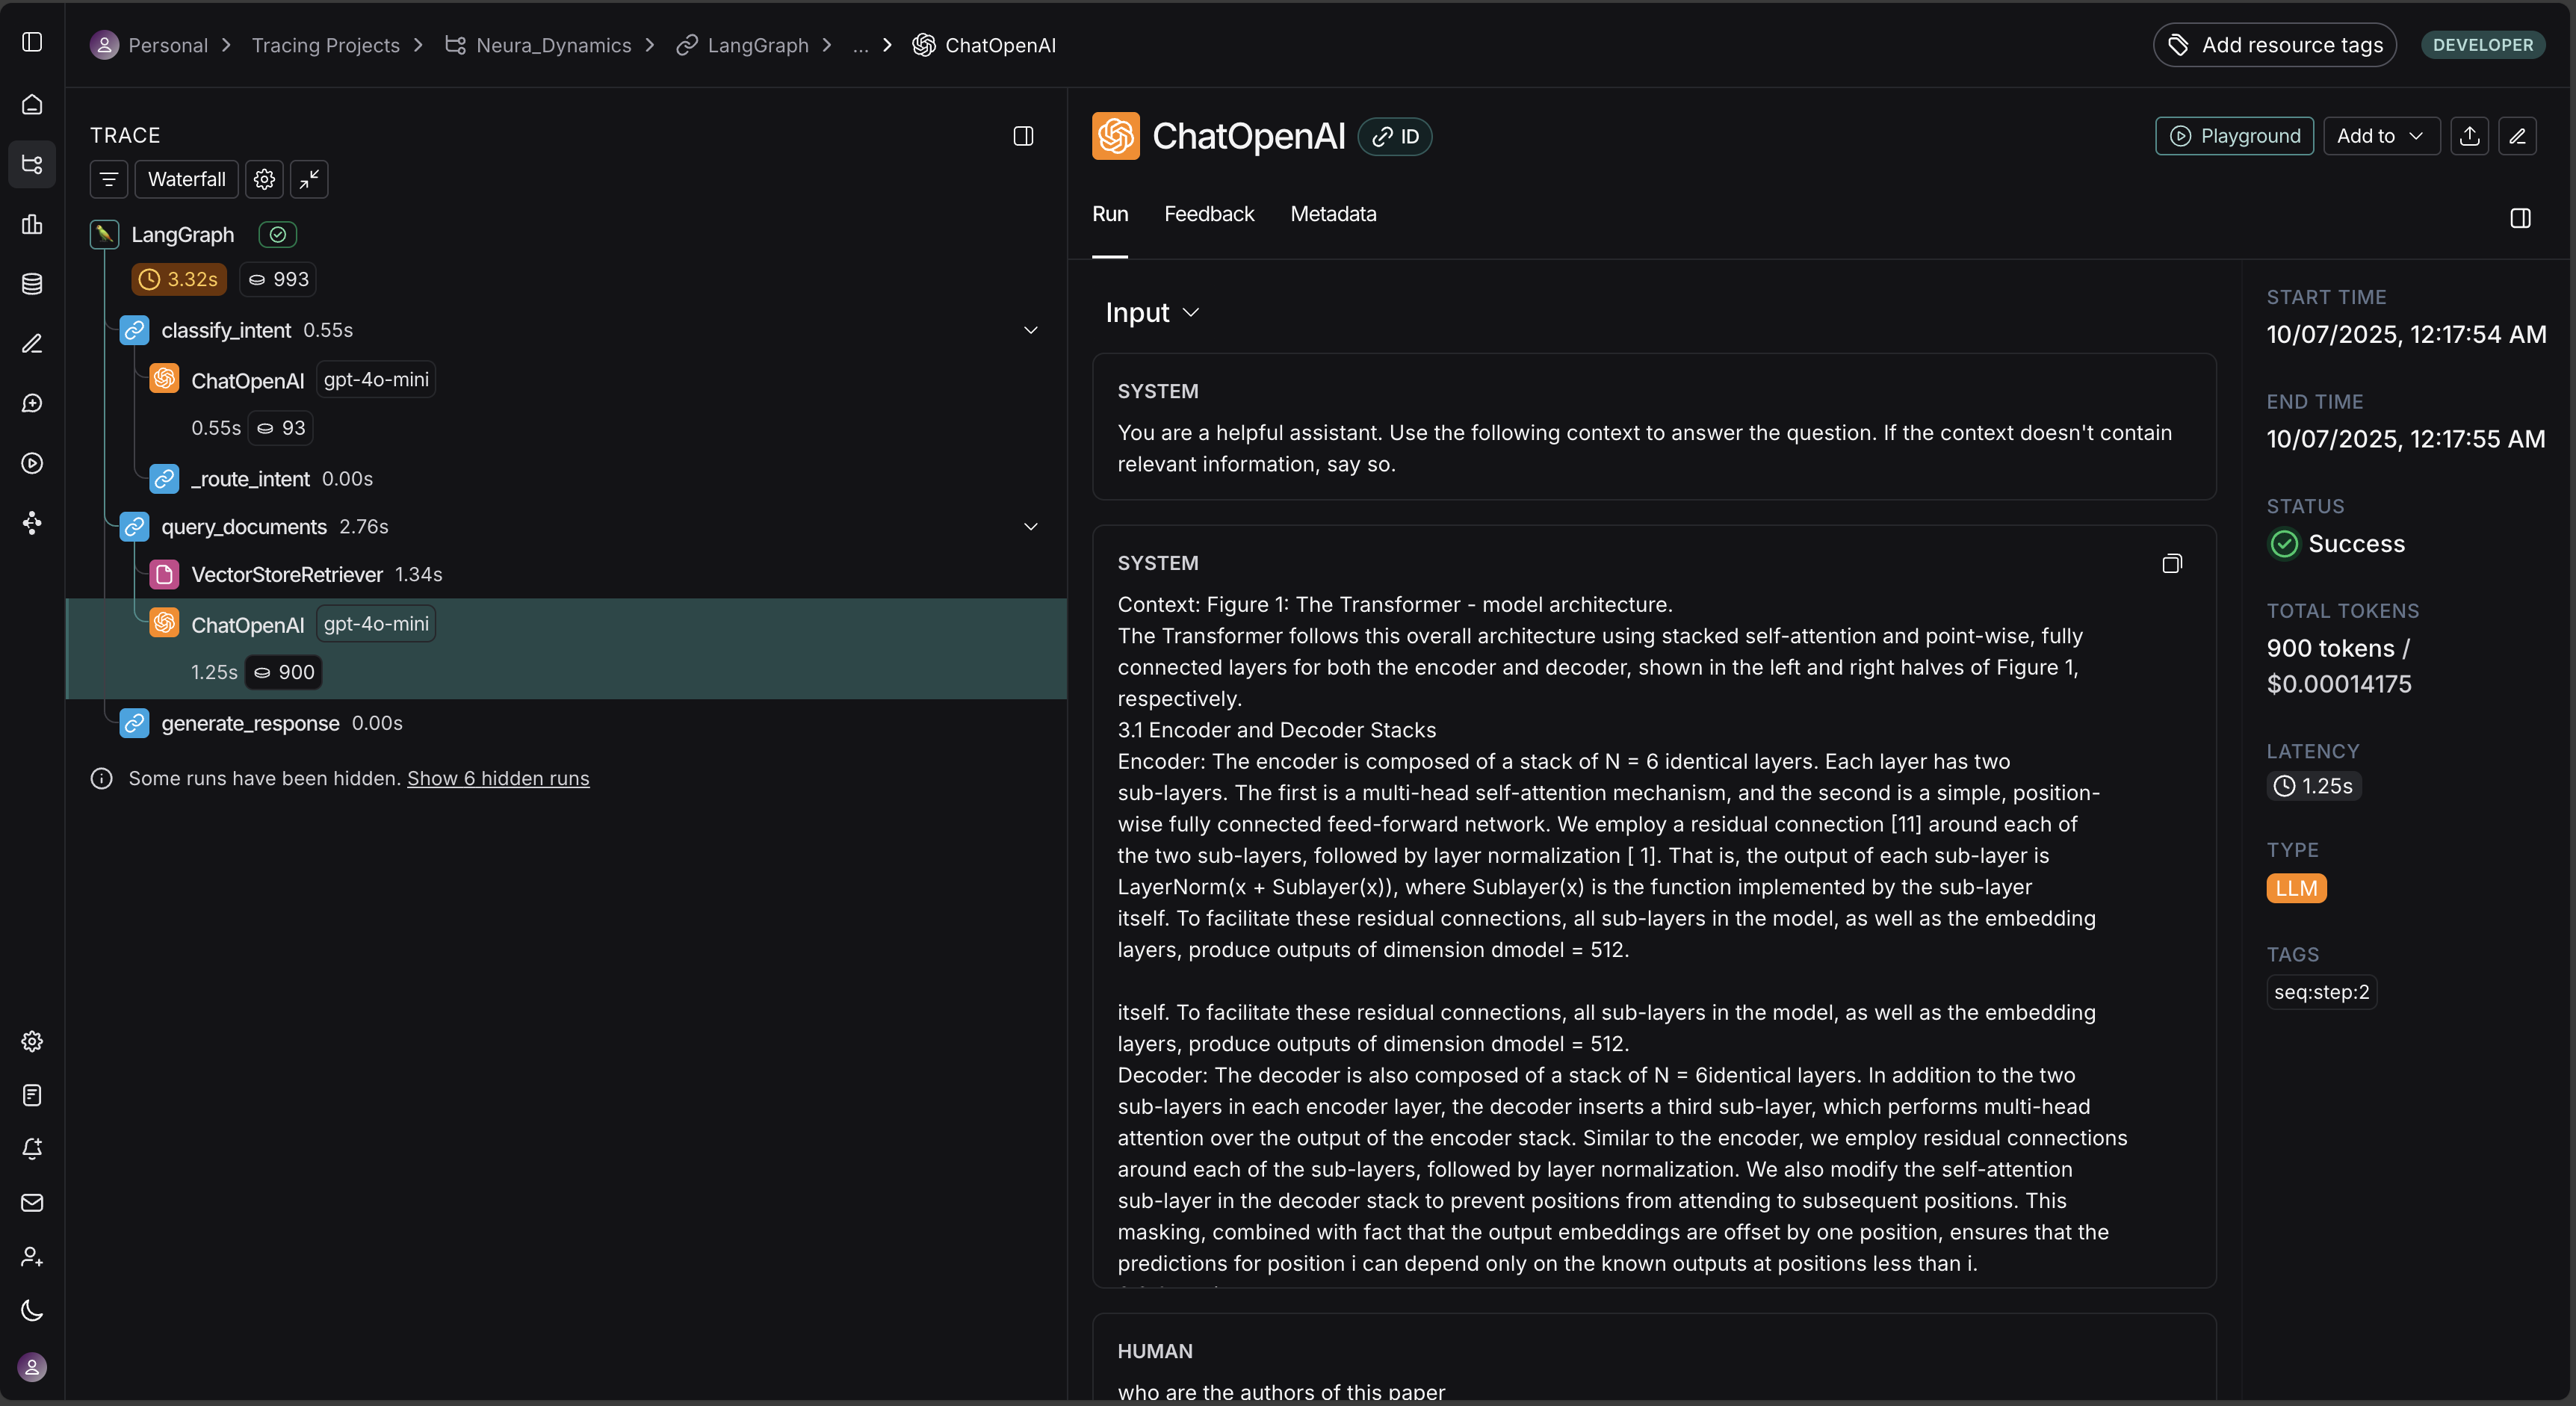 Personal > Tracing Projects > Neura_Dynamics > LangGraph > ... > ChatOpenAI
Add resource tags
DEVELOPER
TRACE
Waterfall
LangGraph
3.32s 993
classify_intent 0.55s
ChatOpenAI gpt-4o-mini
0.55s 93
_route_intent 0.00s
query_documents 2.76s
VectorStoreRetriever 1.34s
ChatOpenAI gpt-4o-mini
1.25s 900
generate_response 0.00s
Some runs have been hidden. Show 6 hidden runs
ChatOpenAI ID
Playground
Add to
Run Feedback Metadata
Input
SYSTEM
You are a helpful assistant. Use the following context to answer the question. If the context doesn't contain
relevant information, say so.
SYSTEM
Context: Figure 1: The Transformer - model architecture.
The Transformer follows this overall architecture using stacked self-attention and point-wise, fully
connected layers for both the encoder and decoder, shown in the left and right halves of Figure 1,
respectively.
3.1 Encoder and Decoder Stacks
Encoder: The encoder is composed of a stack of N = 6 identical layers. Each layer has two
sub-layers. The first is a multi-head self-attention mechanism, and the second is a simple, position-
wise fully connected feed-forward network. We employ a residual connection [11] around each of
the two sub-layers, followed by layer normalization [ 1]. That is, the output of each sub-layer is
LayerNorm(x + Sublayer(x)), where Sublayer(x) is the function implemented by the sub-layer
itself. To facilitate these residual connections, all sub-layers in the model, as well as the embedding
layers, produce outputs of dimension dmodel = 512.
itself. To facilitate these residual connections, all sub-layers in the model, as well as the embedding
layers, produce outputs of dimension dmodel = 512.
Decoder: The decoder is also composed of a stack of N = 6identical layers. In addition to the two
sub-layers in each encoder layer, the decoder inserts a third sub-layer, which performs multi-head
attention over the output of the encoder stack. Similar to the encoder, we employ residual connections
around each of the sub-layers, followed by layer normalization. We also modify the self-attention
sub-layer in the decoder stack to prevent positions from attending to subsequent positions. This
masking, combined with fact that the output embeddings are offset by one position, ensures that the
predictions for position i can depend only on the known outputs at positions less than i.
HUMAN
who are the authors of this paper
START TIME
10/07/2025, 12:17:54 AM
END TIME
10/07/2025, 12:17:55 AM
STATUS
Success
TOTAL TOKENS
900 tokens /
$0.00014175
LATENCY
1.25s
TYPE
LLM
TAGS
seq:step:2